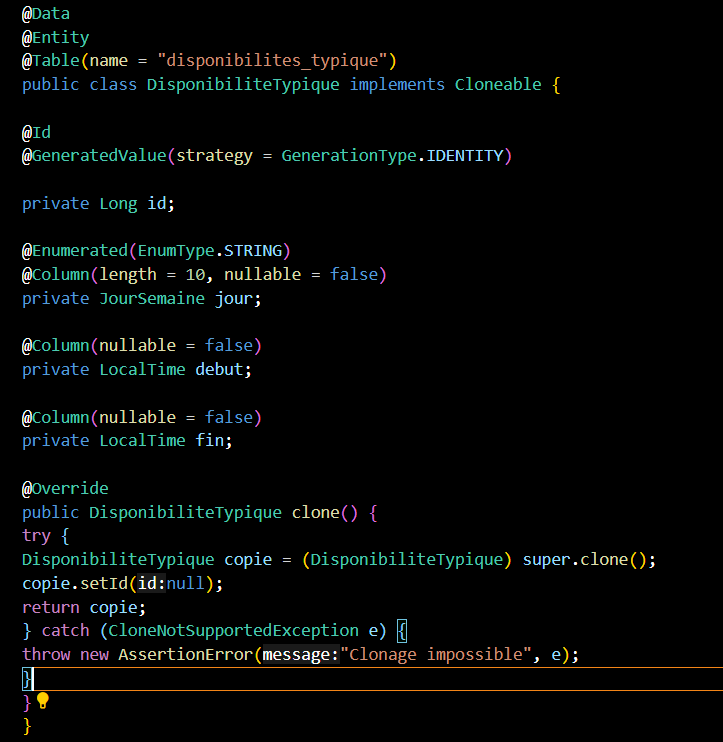 @Data
@Entity
@Table(name = "disponibilites_typique")
public class DisponibiliteTypique implements Cloneable {
@Id
@GeneratedValue(strategy = GenerationType.IDENTITY)
private Long id;
@Enumerated(EnumType.STRING)
@Column(length = 10, nullable = false)
private JourSemaine jour;
@Column(nullable = false)
private LocalTime debut;
@Column(nullable = false)
private LocalTime fin;
@Override
public DisponibiliteTypique clone() {
try {
DisponibiliteTypique copie = (DisponibiliteTypique) super.clone();
copie.setId(id:null);
return copie;
} catch (CloneNotSupportedException e) {
throw new AssertionError(message:"Clonage impossible", e);
}
}
}